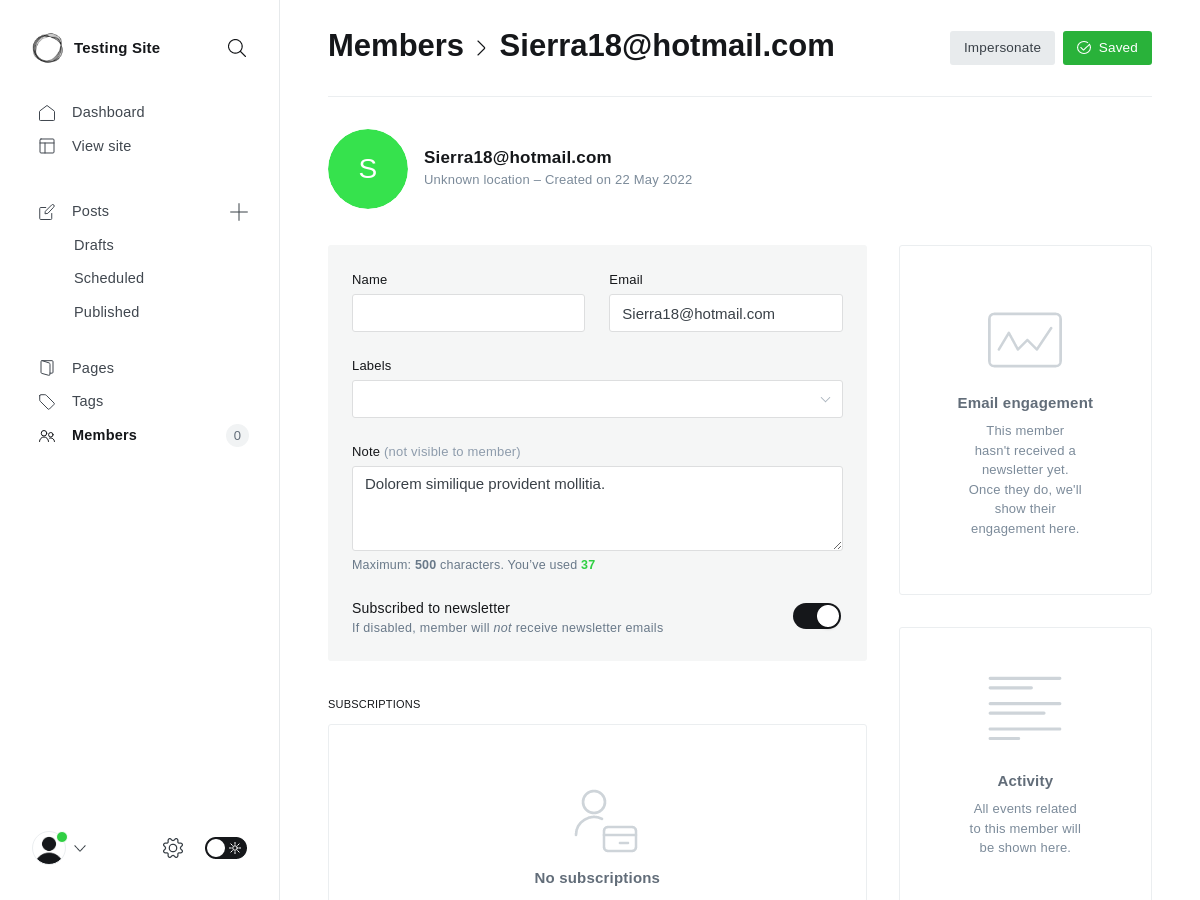 Testing Site
Dashboard
View site
Posts
Drafts
Scheduled
Published
Pages
Tags
Members
0
Members > Sierra18@hotmail.com
Impersonate
Saved
S
Sierra18@hotmail.com
Unknown location – Created on 22 May 2022
Name
Email
Sierra18@hotmail.com
Labels
Note (not visible to member)
Dolorem similique provident mollitia.
Maximum: 500 characters. You’ve used 37
Subscribed to newsletter
If disabled, member will not receive newsletter emails
SUBSCRIPTIONS
No subscriptions
Email engagement
This member
hasn't received a
newsletter yet.
Once they do, we'll
show their
engagement here.
Activity
All events related
to this member will
be shown here.